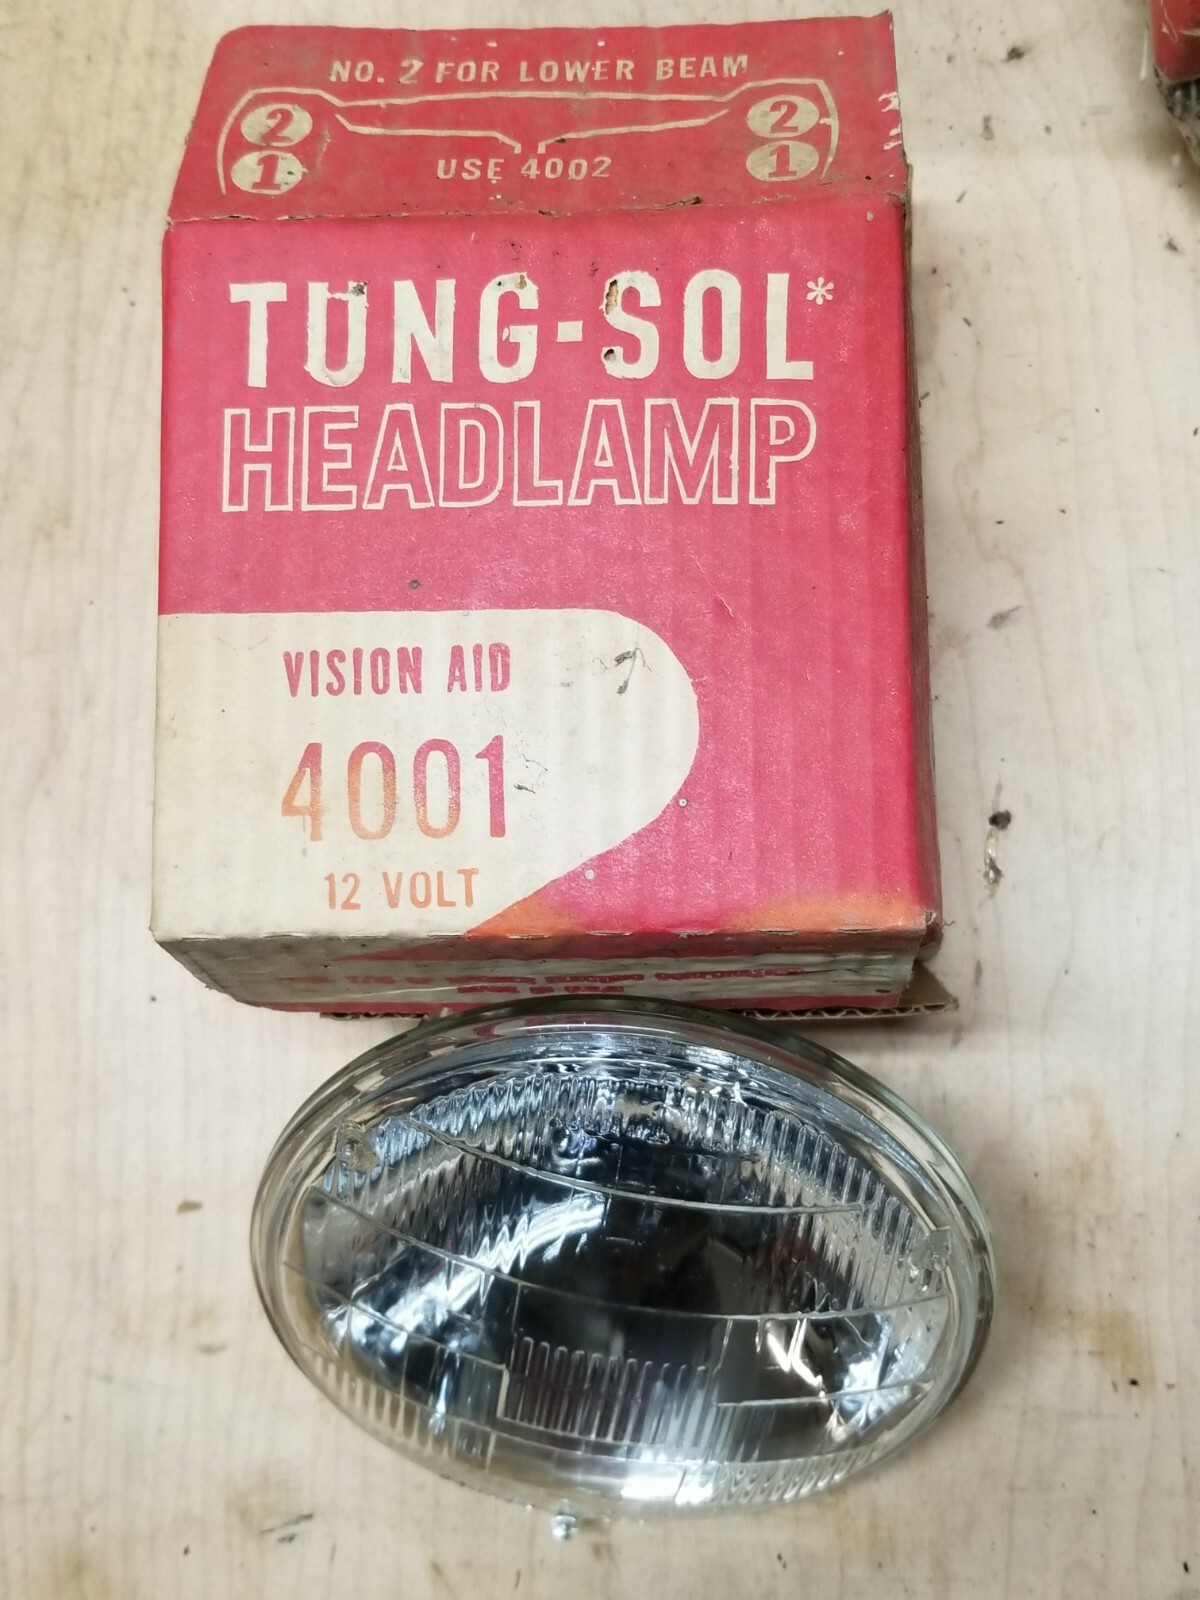 NO. 2 FOR LOWER BEAM
2 2
1 1
USE 4002
TUNG-SOL*
HEADLAMP
VISION AID
4001
12 VOLT